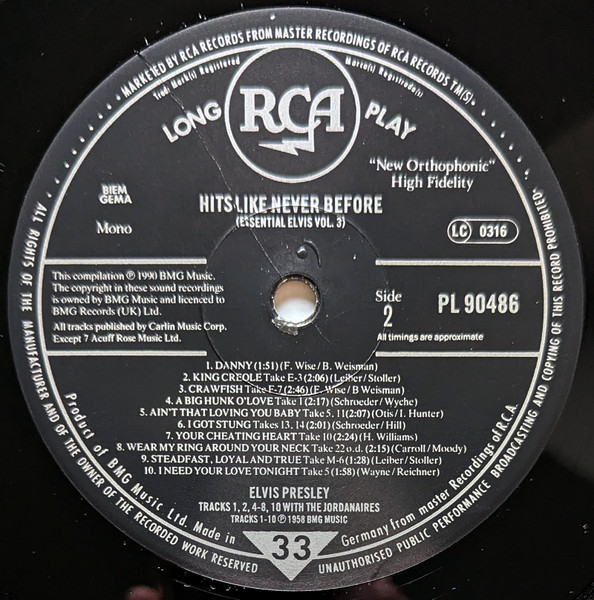 MARKETED BY RCA RECORDS FROM MASTER RECORDINGS OF RCA RECORDS TM(S).
Trad. Mark(s) Registered
Marca(s) Registrada(s)
LONG RCA PLAY
"New Orthophonic"
High Fidelity
BIEM
GEMA
HITS LIKE NEVER BEFORE
(ESSENTIAL ELVIS VOL. 3)
Mono
LC 0316
This compilation ℗ 1990 BMG Music.
The copyright in these sound recordings
is owned by BMG Music and licenced to
BMG Records (UK) Ltd.
All tracks published by Carlin Music Corp.
Except 7 Acuff Rose Music Ltd.
Side
2
PL 90486
All timings are approximate
1. DANNY (1:51) (F. Wise/B. Weisman)
2. KING CREOLE Take E-3 (2:06) (Leiber/Stoller)
3. CRAWFISH Take E-7 (2:46) (F. Wise/B Weisman)
4. A BIG HUNK O'LOVE Take 1 (2:17) (Schroeder/Wyche)
5. AIN'T THAT LOVING YOU BABY Take 5, 11 (2:07) (Otis/I. Hunter)
6. I GOT STUNG Takes 13, 14 (2:01) (Schroeder/Hill)
7. YOUR CHEATING HEART Take 10 (2:24) (H. Williams)
8. WEAR MY RING AROUND YOUR NECK Take 22 o.d. (2:15) (Carroll/Moody)
9. STEADFAST, LOYAL AND TRUE Take M-6 (1:28) (Leiber/Stoller)
10. I NEED YOUR LOVE TONIGHT Take 5 (1:58) (Wayne/Reichner)
ELVIS PRESLEY
TRACKS 1, 2, 4-8, 10 WITH THE JORDANAIRES
TRACKS 1-10 ℗ 1958 BMG MUSIC
33
Product of BMG Music Ltd. Made in Germany from master Recordings of R.C.A.
ALL RIGHTS OF THE MANUFACTURER AND OF THE OWNER OF THE RECORDED WORK RESERVED
UNAUTHORISED PUBLIC PERFORMANCE BROADCASTING AND COPYING OF THIS RECORD PROHIBITED.